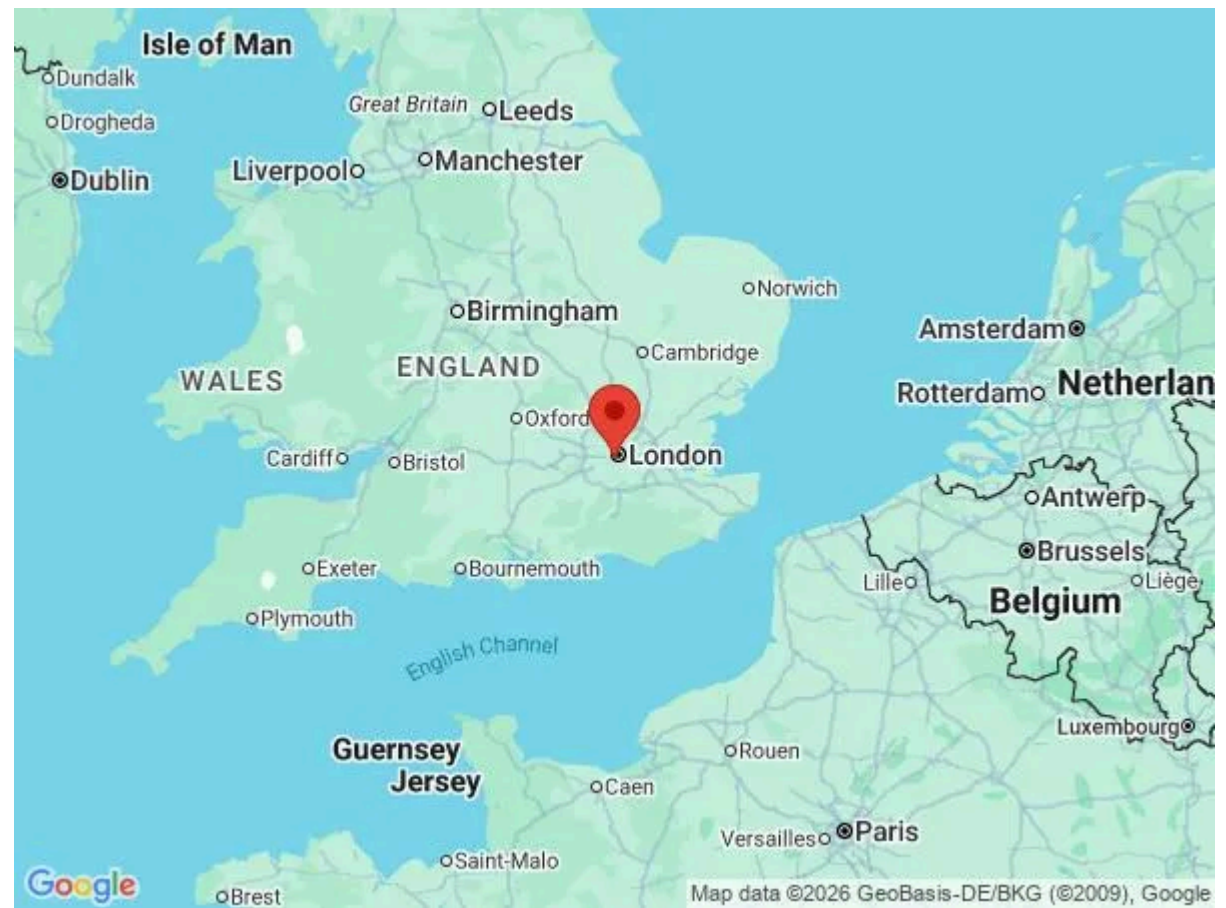 Isle of Man
Dundalk
Great Britain
Leeds
Drogheda
Manchester
Liverpool
Dublin
Norwich
Birmingham
Amsterdam
Cambridge
ENGLAND
WALES
Netherlan
Rotterdam
Oxford
London
Cardiff
Bristol
Antwerp
Brussels
Exeter
Bournemouth
Lille
Liège
Belgium
Plymouth
English Channel
Luxembourg
Guernsey
Rouen
Jersey
Caen
Paris
Versailles
Saint-Malo
Google
Brest
Map data ©2026 GeoBasis-DE/BKG (©2009), Google